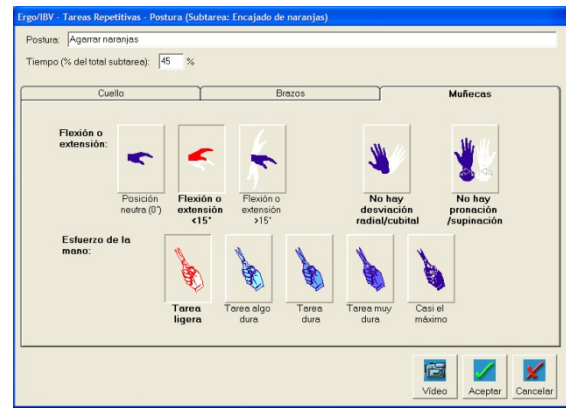 Ergo/IBV - Tareas Repetitivas - Postura (Subtarea: Encajado de naranjas)
Postura: Agarrar naranjas
Tiempo (% del total subtarea): 45 %
Cuello Brazos Muñecas
Flexión o
extensión:
Posición
neutra (0°)
Flexión o
extensión
<15°
Flexión o
extensión
>15°
No hay
desviación
radial/cubital
No hay
pronación
/supinación
Esfuerzo de la
mano:
Tarea
ligera
Tarea algo
dura
Tarea
dura
Tarea muy
dura
Casi el
máximo
Vídeo Aceptar Cancelar